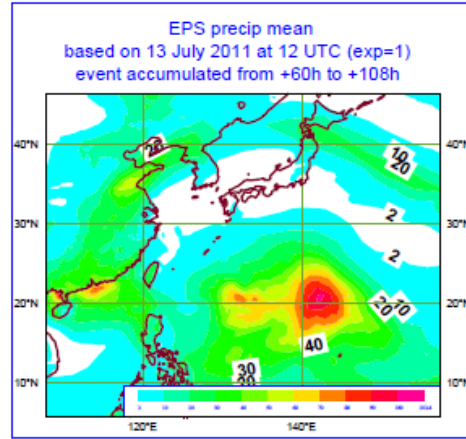 EPS precip mean
based on 13 July 2011 at 12 UTC (exp=1)
event accumulated from +60h to +108h
40°N 40°N
20
10
20
30°N 30°N
2
2
20°N 20°N
20 10
40
30
10°N 10°N
120°E 140°E